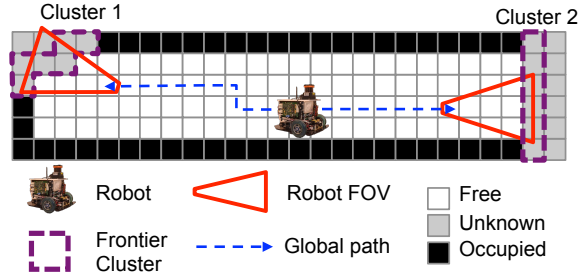 Cluster 1
Cluster 2
Robot
Robot FOV
Free
Unknown
Occupied
Frontier
Cluster
Global path